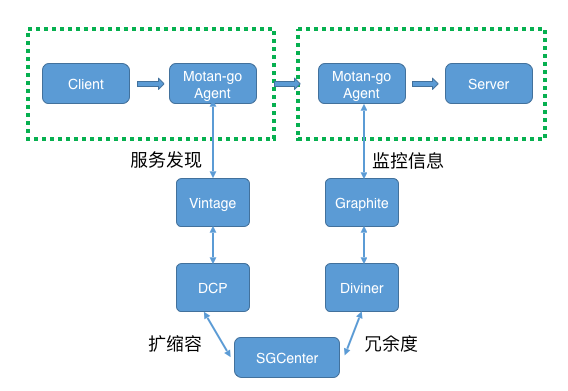 Client
Motan-go
Agent
Motan-go
Agent
Server
服务发现
监控信息
Vintage
Graphite
DCP
Diviner
扩缩容
冗余度
SGCenter